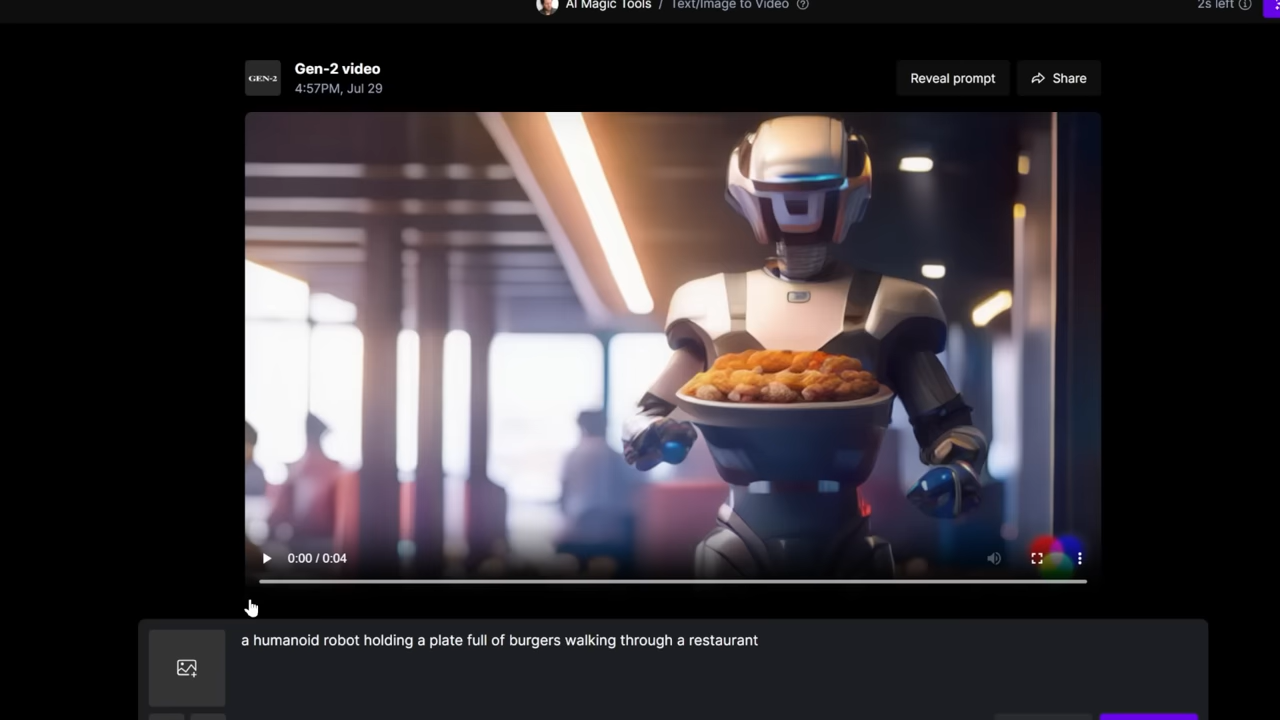 AI Magic Tools / Text/Image to Video
2s left
GEN-2
Gen-2 video
4:57PM, Jul 29
Reveal prompt
Share
0:00 / 0:04
a humanoid robot holding a plate full of burgers walking through a restaurant